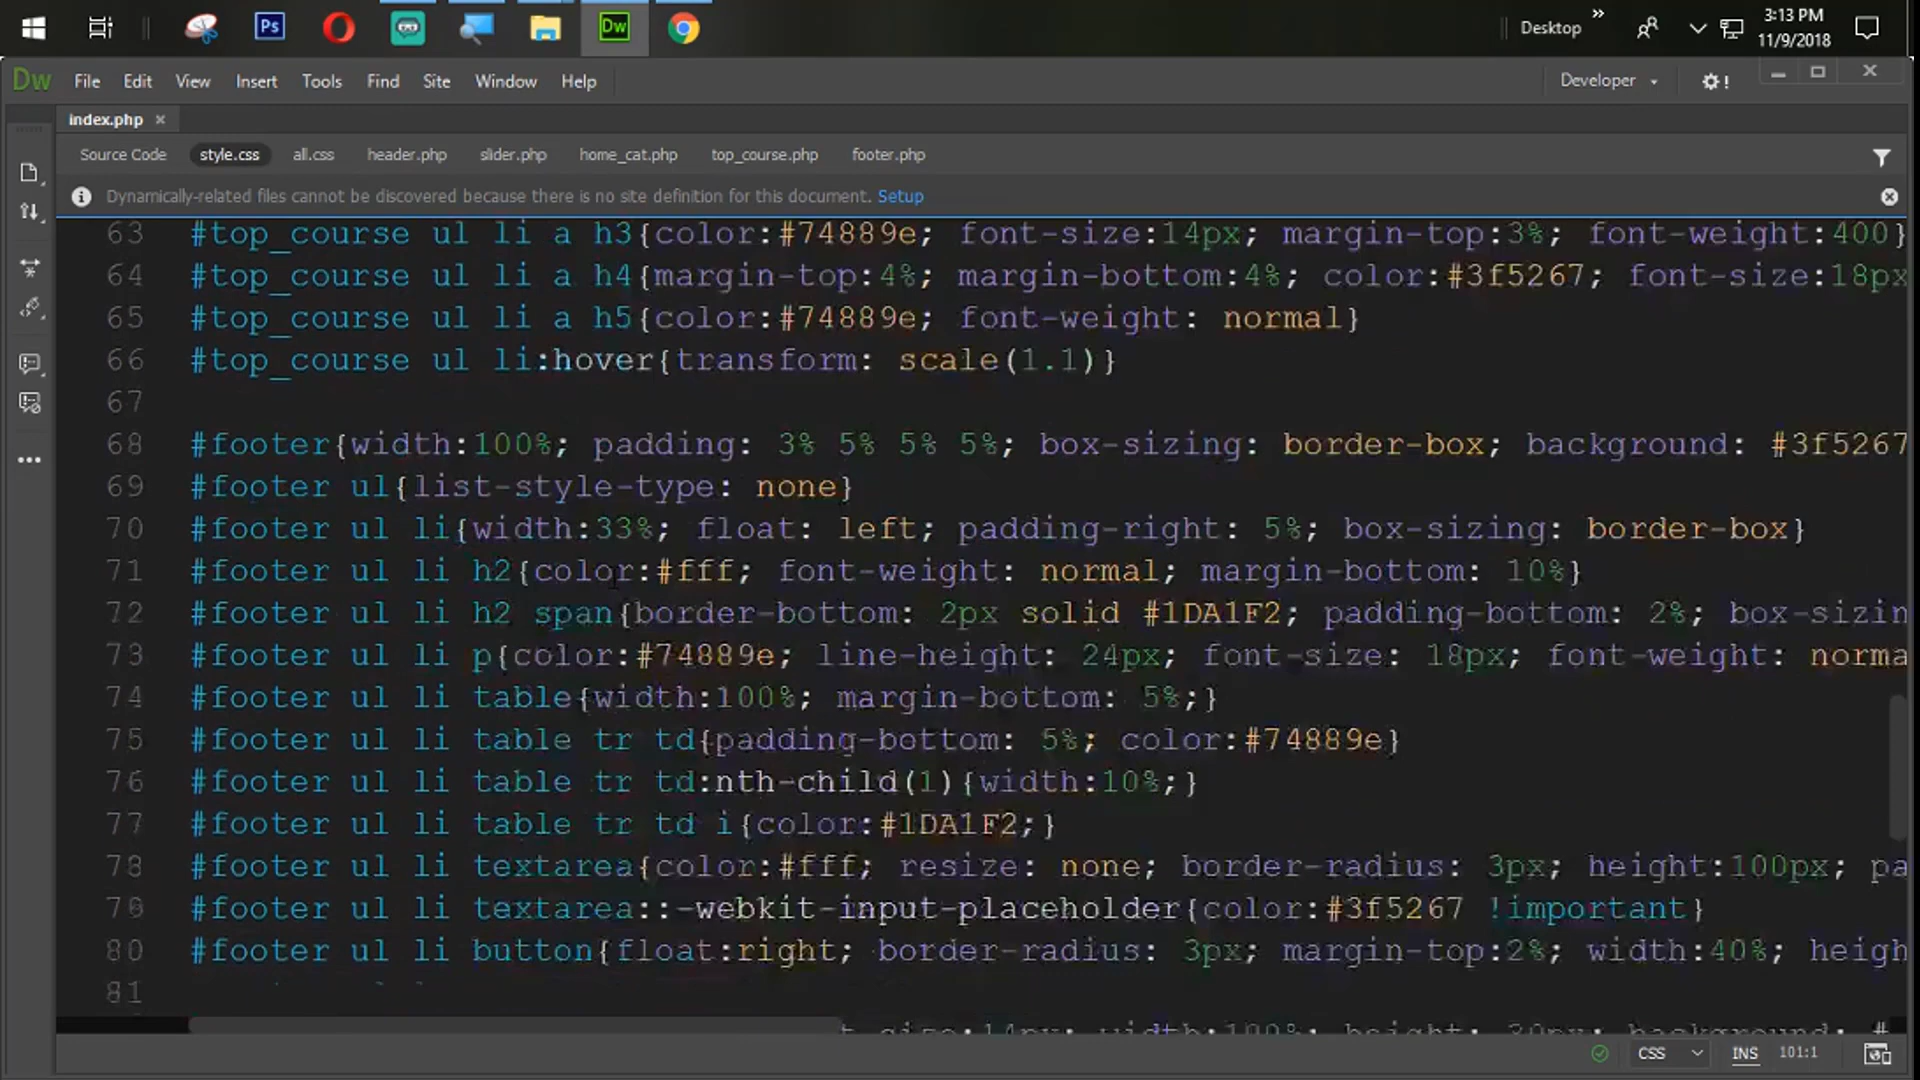 Ps
Dw
Desktop
»
3:13 PM
11/9/2018
Dw File Edit View Insert Tools Find Site Window Help
Developer
index.php
Source Code style.css all.css header.php slider.php home_cat.php top_course.php footer.php
Dynamically-related files cannot be discovered because there is no site definition for this document. Setup
63 #top_course ul li a h3{color:#74889e; font-size:14px; margin-top:3%; font-weight:400}
64 #top_course ul li a h4{margin-top:4%; margin-bottom:4%; color:#3f5267; font-size:18px
65 #top_course ul li a h5{color:#74889e; font-weight: normal}
66 #top_course ul li:hover{transform: scale(1.1)}
67
68 #footer{width:100%; padding: 3% 5% 5% 5%; box-sizing: border-box; background: #3f5267
69 #footer ul{list-style-type: none}
70 #footer ul li{width:33%; float: left; padding-right: 5%; box-sizing: border-box}
71 #footer ul li h2{color:#fff; font-weight: normal; margin-bottom: 10%}
72 #footer ul li h2 span{border-bottom: 2px solid #1DA1F2; padding-bottom: 2%; box-sizin
73 #footer ul li p{color:#74889e; line-height: 24px; font-size: 18px; font-weight: norma
74 #footer ul li table{width:100%; margin-bottom: 5%;}
75 #footer ul li table tr td{padding-bottom: 5%; color:#74889e}
76 #footer ul li table tr td:nth-child(1){width:10%;}
77 #footer ul li table tr td i{color:#1DA1F2;}
78 #footer ul li textarea{color:#fff; resize: none; border-radius: 3px; height:100px; pa
79 #footer ul li textarea::-webkit-input-placeholder{color:#3f5267 !important}
80 #footer ul li button{float:right; border-radius: 3px; margin-top:2%; width:40%; heigh
81
CSS INS 101:1